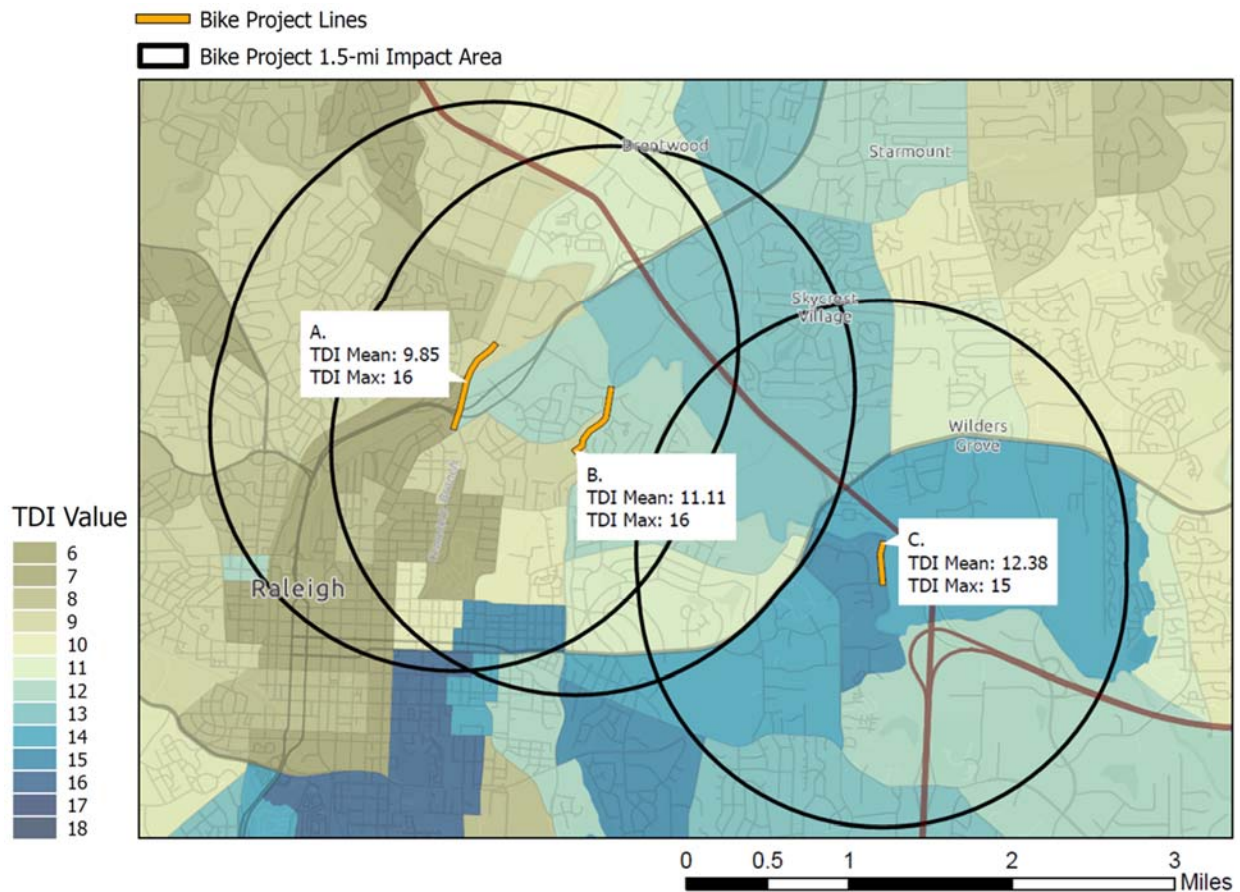 Bike Project Lines
Bike Project 1.5-mi Impact Area
Brentwood
Starmount
Skycrest
Village
A.
TDI Mean: 9.85
TDI Max: 16
Wilders
Grove
B.
TDI Mean: 11.11
TDI Max: 16
C.
TDI Mean: 12.38
TDI Max: 15
Raleigh
TDI Value
6
7
8
9
10
11
12
13
14
15
16
17
18
0 0.5 1 2 3
Miles